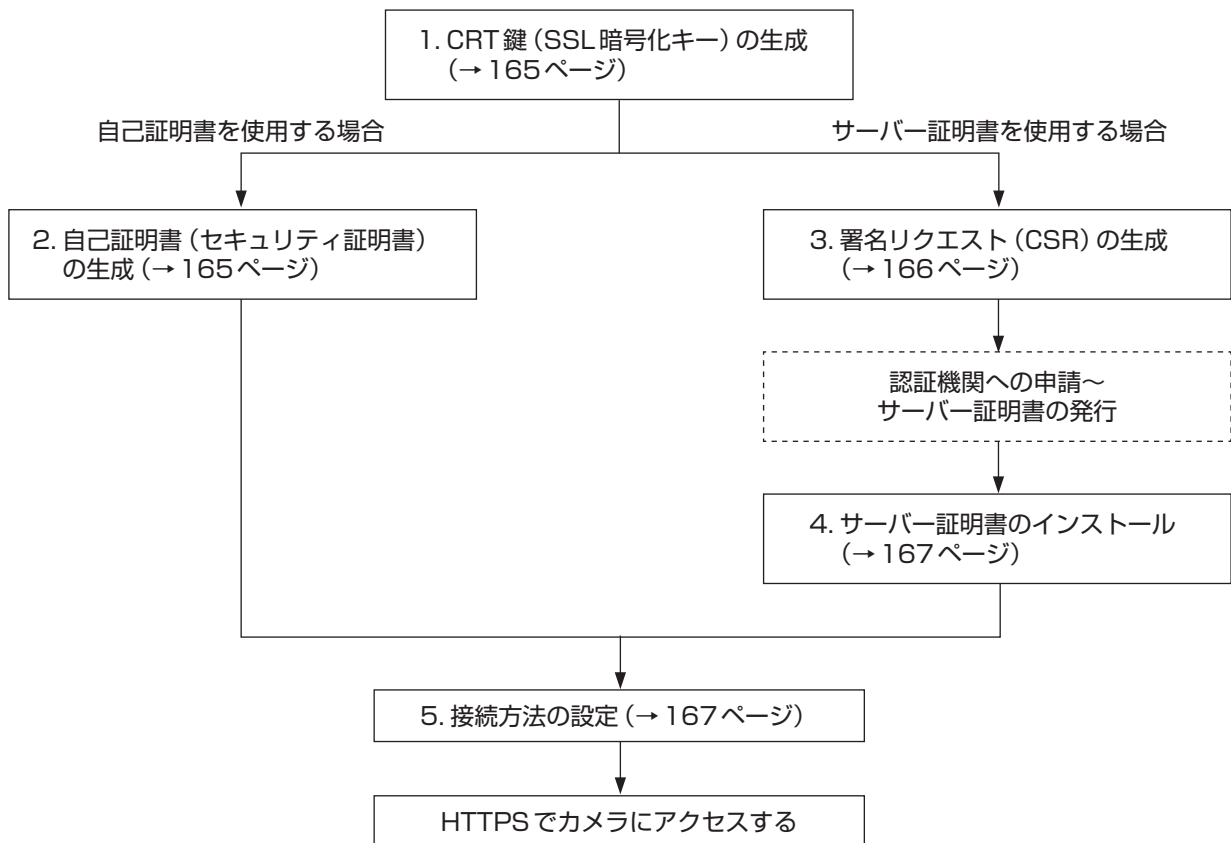 1. CRT鍵（SSL暗号化キー）の生成
（→ 165ページ）
自己証明書を使用する場合
サーバー証明書を使用する場合
2. 自己証明書（セキュリティ証明書）
の生成（→ 165ページ）
3. 署名リクエスト（CSR）の生成
（→ 166ページ）
認証機関への申請～
サーバー証明書の発行
4. サーバー証明書のインストール
（→ 167ページ）
5. 接続方法の設定（→ 167ページ）
HTTPSでカメラにアクセスする